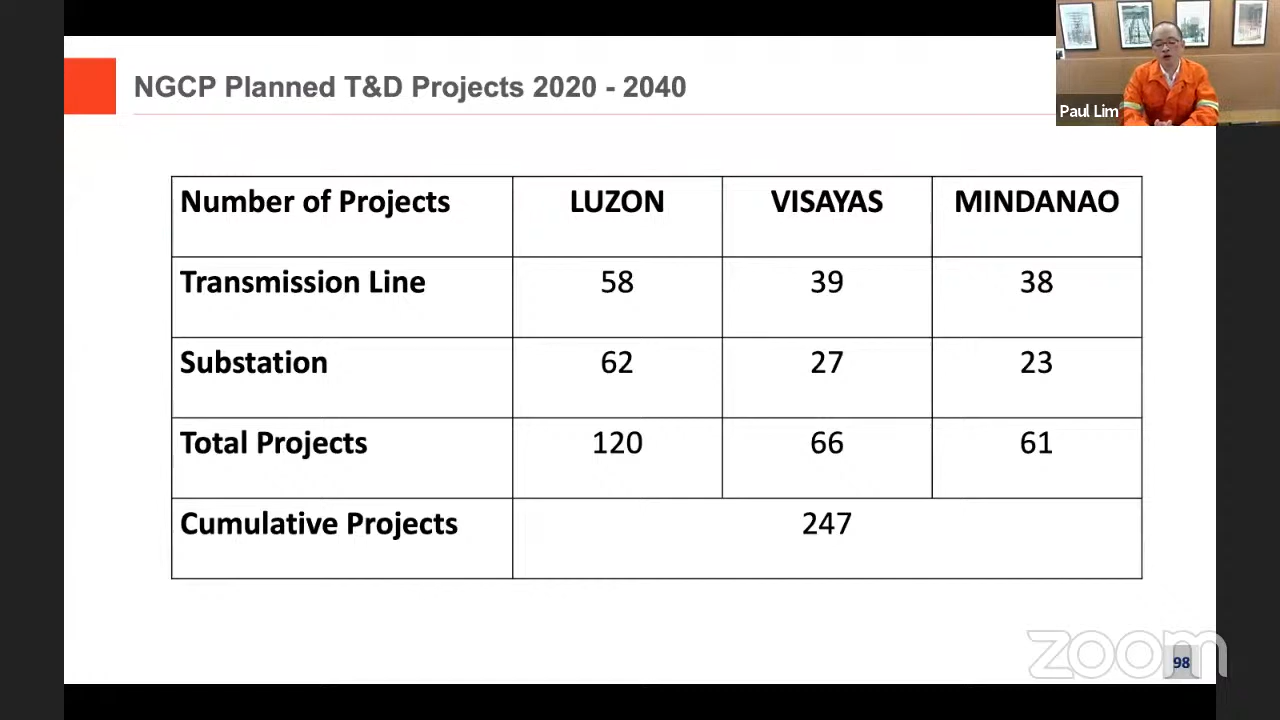 NGCP Planned T&D Projects 2020 - 2040
Paul Lim
Number of Projects LUZON VISAYAS MINDANAO
Transmission Line 58 39 38
Substation 62 27 23
Total Projects 120 66 61
Cumulative Projects 247
zoom
98